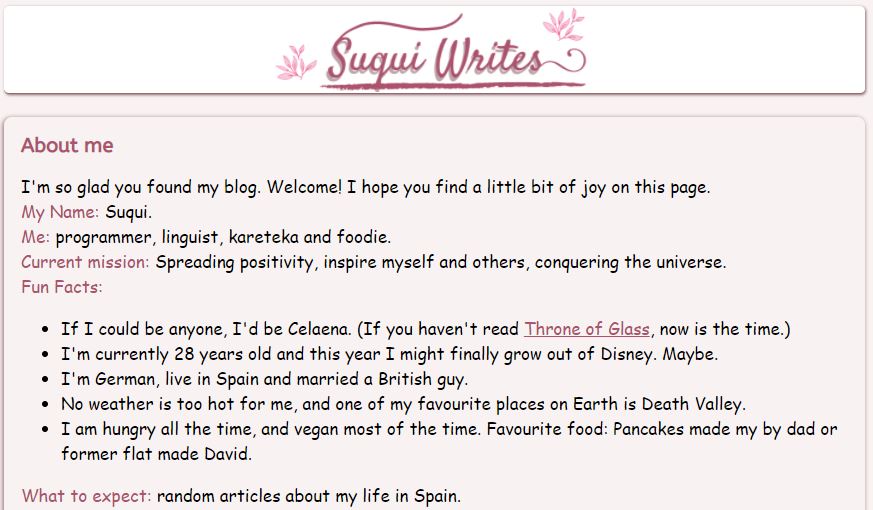 Suqui Writes
About me
I'm so glad you found my blog. Welcome! I hope you find a little bit of joy on this page.
My Name: Suqui.
Me: programmer, linguist, kareteka and foodie.
Current mission: Spreading positivity, inspire myself and others, conquering the universe.
Fun Facts:
• If I could be anyone, I'd be Celaena. (If you haven't read Throne of Glass, now is the time.)
• I'm currently 28 years old and this year I might finally grow out of Disney. Maybe.
• I'm German, live in Spain and married a British guy.
• No weather is too hot for me, and one of my favourite places on Earth is Death Valley.
• I am hungry all the time, and vegan most of the time. Favourite food: Pancakes made my by dad or
former flat made David.
What to expect: random articles about my life in Spain.